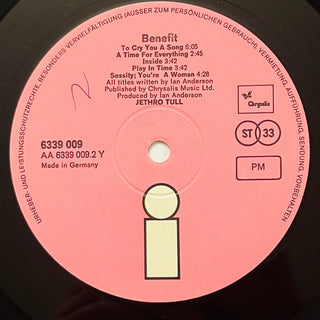 URHEBER- UND LEISTUNGSSCHUTZRECHTE, BESONDERS VERVIELFÄLTIGUNG (AUSSER ZUM PERSÖNLICHEN GEBRAUCH), VERMIETUNG, AUFFÜHRUNG, SENDUNG, VORBEHALTEN
Benefit
To Cry You A Song 6:05
A Time For Everything 2:45
Inside 3:42
Play In Time 3:42
Sossity; You're A Woman 4:28
All titles written by Ian Anderson
Published by Chrysalis Music Ltd.
Produced by Ian Anderson
JETHRO TULL
Chrysalis
6339 009
AA 6339 009.2 Y
Made in Germany
ST 33
PM
i